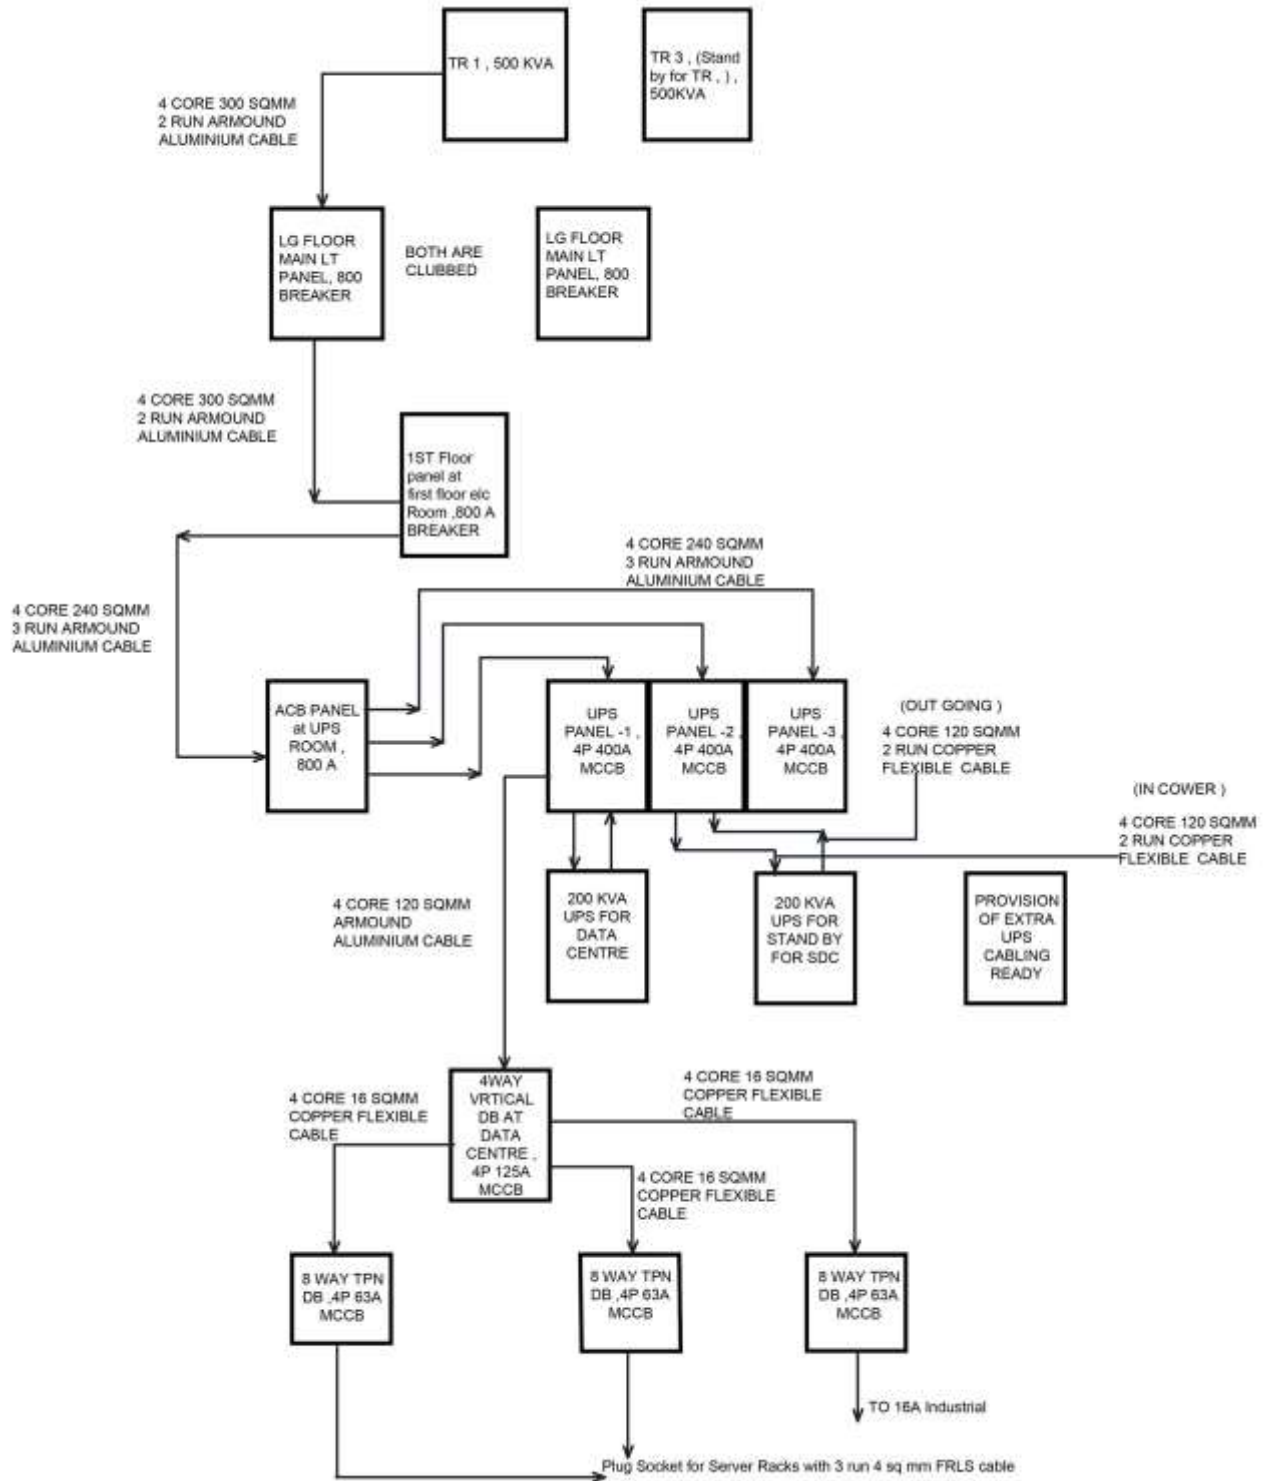 TR 1 , 500 KVA
TR 3 , (Stand
by for TR , ) ,
500KVA
4 CORE 300 SQMM
2 RUN ARMOUND
ALUMINIUM CABLE
LG FLOOR
MAIN LT
PANEL, 800
BREAKER
BOTH ARE
CLUBBED
LG FLOOR
MAIN LT
PANEL, 800
BREAKER
4 CORE 300 SQMM
2 RUN ARMOUND
ALUMINIUM CABLE
1ST Floor
panel at
first floor elc
Room ,800 A
BREAKER
4 CORE 240 SQMM
3 RUN ARMOUND
ALUMINIUM CABLE
4 CORE 240 SQMM
3 RUN ARMOUND
ALUMINIUM CABLE
ACB PANEL
at UPS
ROOM ,
800 A
UPS
PANEL -1 ,
4P 400A
MCCB
UPS
PANEL -2 ,
4P 400A
MCCB
UPS
PANEL -3 ,
4P 400A
MCCB
(OUT GOING )
4 CORE 120 SQMM
2 RUN COPPER
FLEXIBLE CABLE
(IN COWER )
4 CORE 120 SQMM
2 RUN COPPER
FLEXIBLE CABLE
4 CORE 120 SQMM
ARMOUND
ALUMINIUM CABLE
200 KVA
UPS FOR
DATA
CENTRE
200 KVA
UPS FOR
STAND BY
FOR SDC
PROVISION
OF EXTRA
UPS
CABLING
READY
4WAY
VRTICAL
DB AT
DATA
CENTRE ,
4P 125A
MCCB
4 CORE 16 SQMM
COPPER FLEXIBLE
CABLE
4 CORE 16 SQMM
COPPER FLEXIBLE
CABLE
4 CORE 16 SQMM
COPPER FLEXIBLE
CABLE
8 WAY TPN
DB ,4P 63A
MCCB
8 WAY TPN
DB ,4P 63A
MCCB
8 WAY TPN
DB ,4P 63A
MCCB
TO 16A Industrial
Plug Socket for Server Racks with 3 run 4 sq mm FRLS cable